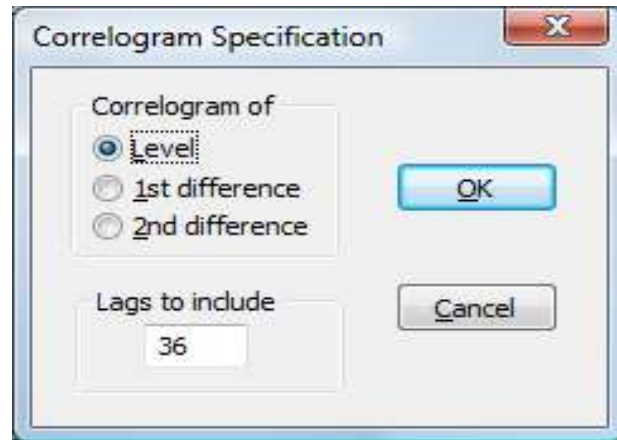 Correlogram Specification
Correlogram of
Level
1st difference
2nd difference
OK
Lags to include
36
Cancel